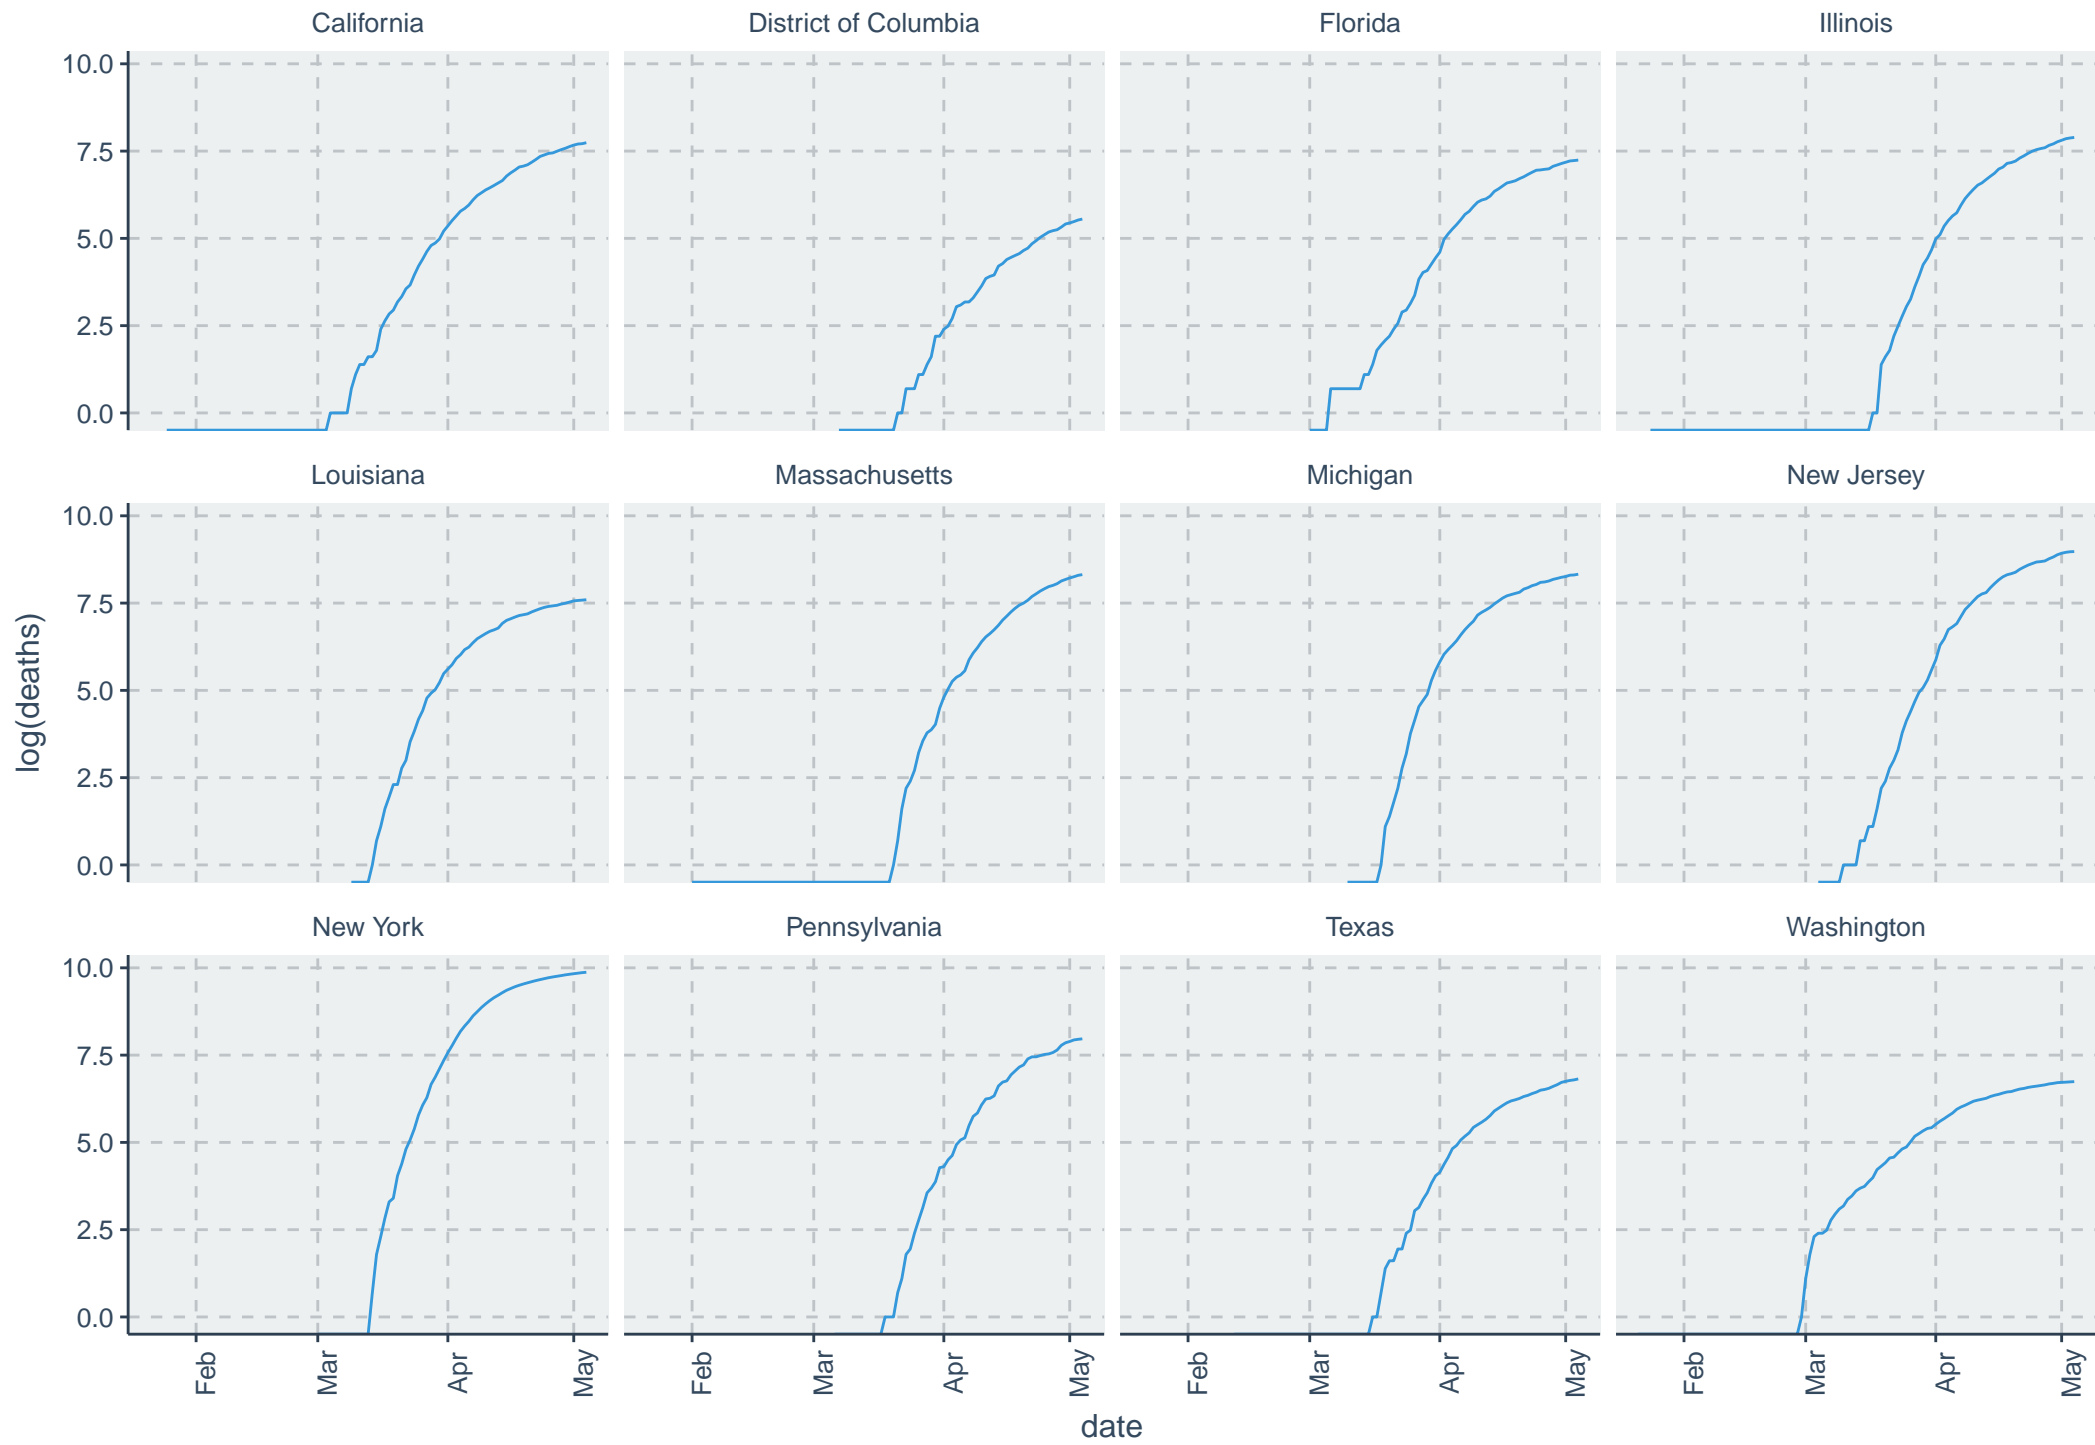 California District of Columbia Florida Illinois
10.0
7.5
5.0
2.5
0.0
Louisiana Massachusetts Michigan New Jersey
10.0
7.5
5.0
2.5
0.0
log(deaths)
New York Pennsylvania Texas Washington
10.0
7.5
5.0
2.5
0.0
Feb Mar Apr May Feb Mar Apr May Feb Mar Apr May Feb Mar Apr May
date